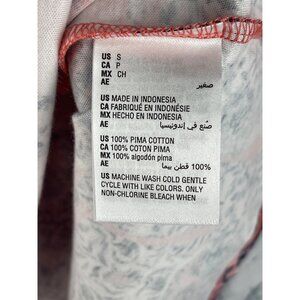 US S
CA P
MX CH
AE صغير
US MADE IN INDONESIA
CA FABRIQUÉ EN INDÉSIE
MX HECHO EN INDONESIA
AE صُنع في إندونيسيا
US 100% PIMA COTTON
CA 100% COTON PIMA
MX 100% algodón pima
AE 100% قطن بيما
US MACHINE WASH COLD GENTLE
CYCLE WITH LIKE COLORS. ONLY
NON-CHLORINE BLEACH WHEN